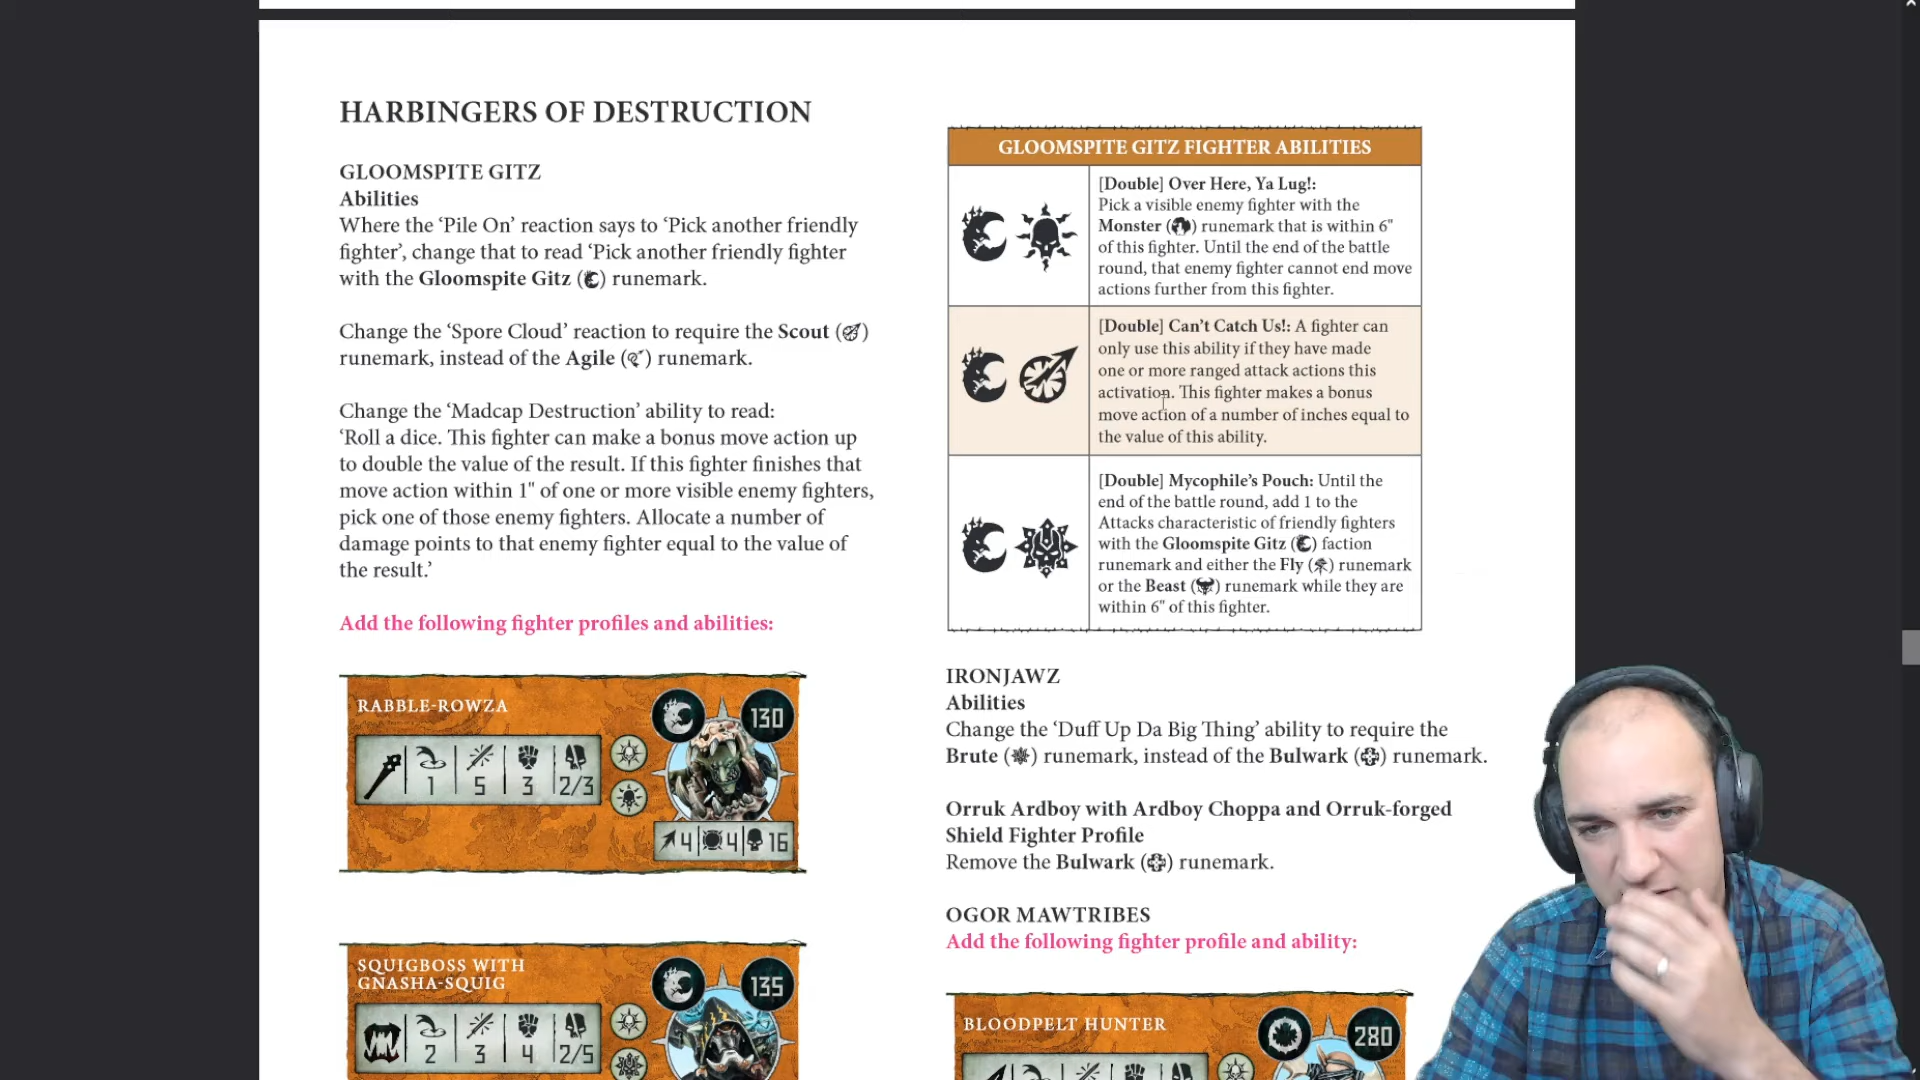 HARBINGERS OF DESTRUCTION
GLOOMSPITE GITZ
Abilities
Where the ‘Pile On’ reaction says to ‘Pick another friendly
fighter’, change that to read ‘Pick another friendly fighter
with the Gloomspite Gitz () runemark.
Change the ‘Spore Cloud’ reaction to require the Scout ()
runemark, instead of the Agile () runemark.
Change the ‘Madcap Destruction’ ability to read:
‘Roll a dice. This fighter can make a bonus move action up
to double the value of the result. If this fighter finishes that
move action within 1" of one or more visible enemy fighters,
pick one of those enemy fighters. Allocate a number of
damage points to that enemy fighter equal to the value of
the result.’
Add the following fighter profiles and abilities:
RABBLE-ROWZA
130
1 5 3 2/3
4 4 16
SQUIGBOSS WITH
GNASHA-SQUIG
135
2 3 4 2/5
GLOOMSPITE GITZ FIGHTER ABILITIES
[Double] Over Here, Ya Lug!:
Pick a visible enemy fighter with the
Monster () runemark that is within 6"
of this fighter. Until the end of the battle
round, that enemy fighter cannot end move
actions further from this fighter.
[Double] Can’t Catch Us!: A fighter can
only use this ability if they have made
one or more ranged attack actions this
activation. This fighter makes a bonus
move action of a number of inches equal to
the value of this ability.
[Double] Mycophile’s Pouch: Until the
end of the battle round, add 1 to the
Attacks characteristic of friendly fighters
with the Gloomspite Gitz () faction
runemark and either the Fly () runemark
or the Beast () runemark while they are
within 6" of this fighter.
IRONJAWZ
Abilities
Change the ‘Duff Up Da Big Thing’ ability to require the
Brute () runemark, instead of the Bulwark () runemark.
Orruk Ardboy with Ardboy Choppa and Orruk-forged
Shield Fighter Profile
Remove the Bulwark () runemark.
OGOR MAWTRIBES
Add the following fighter profile and ability:
BLOODPELT HUNTER
280